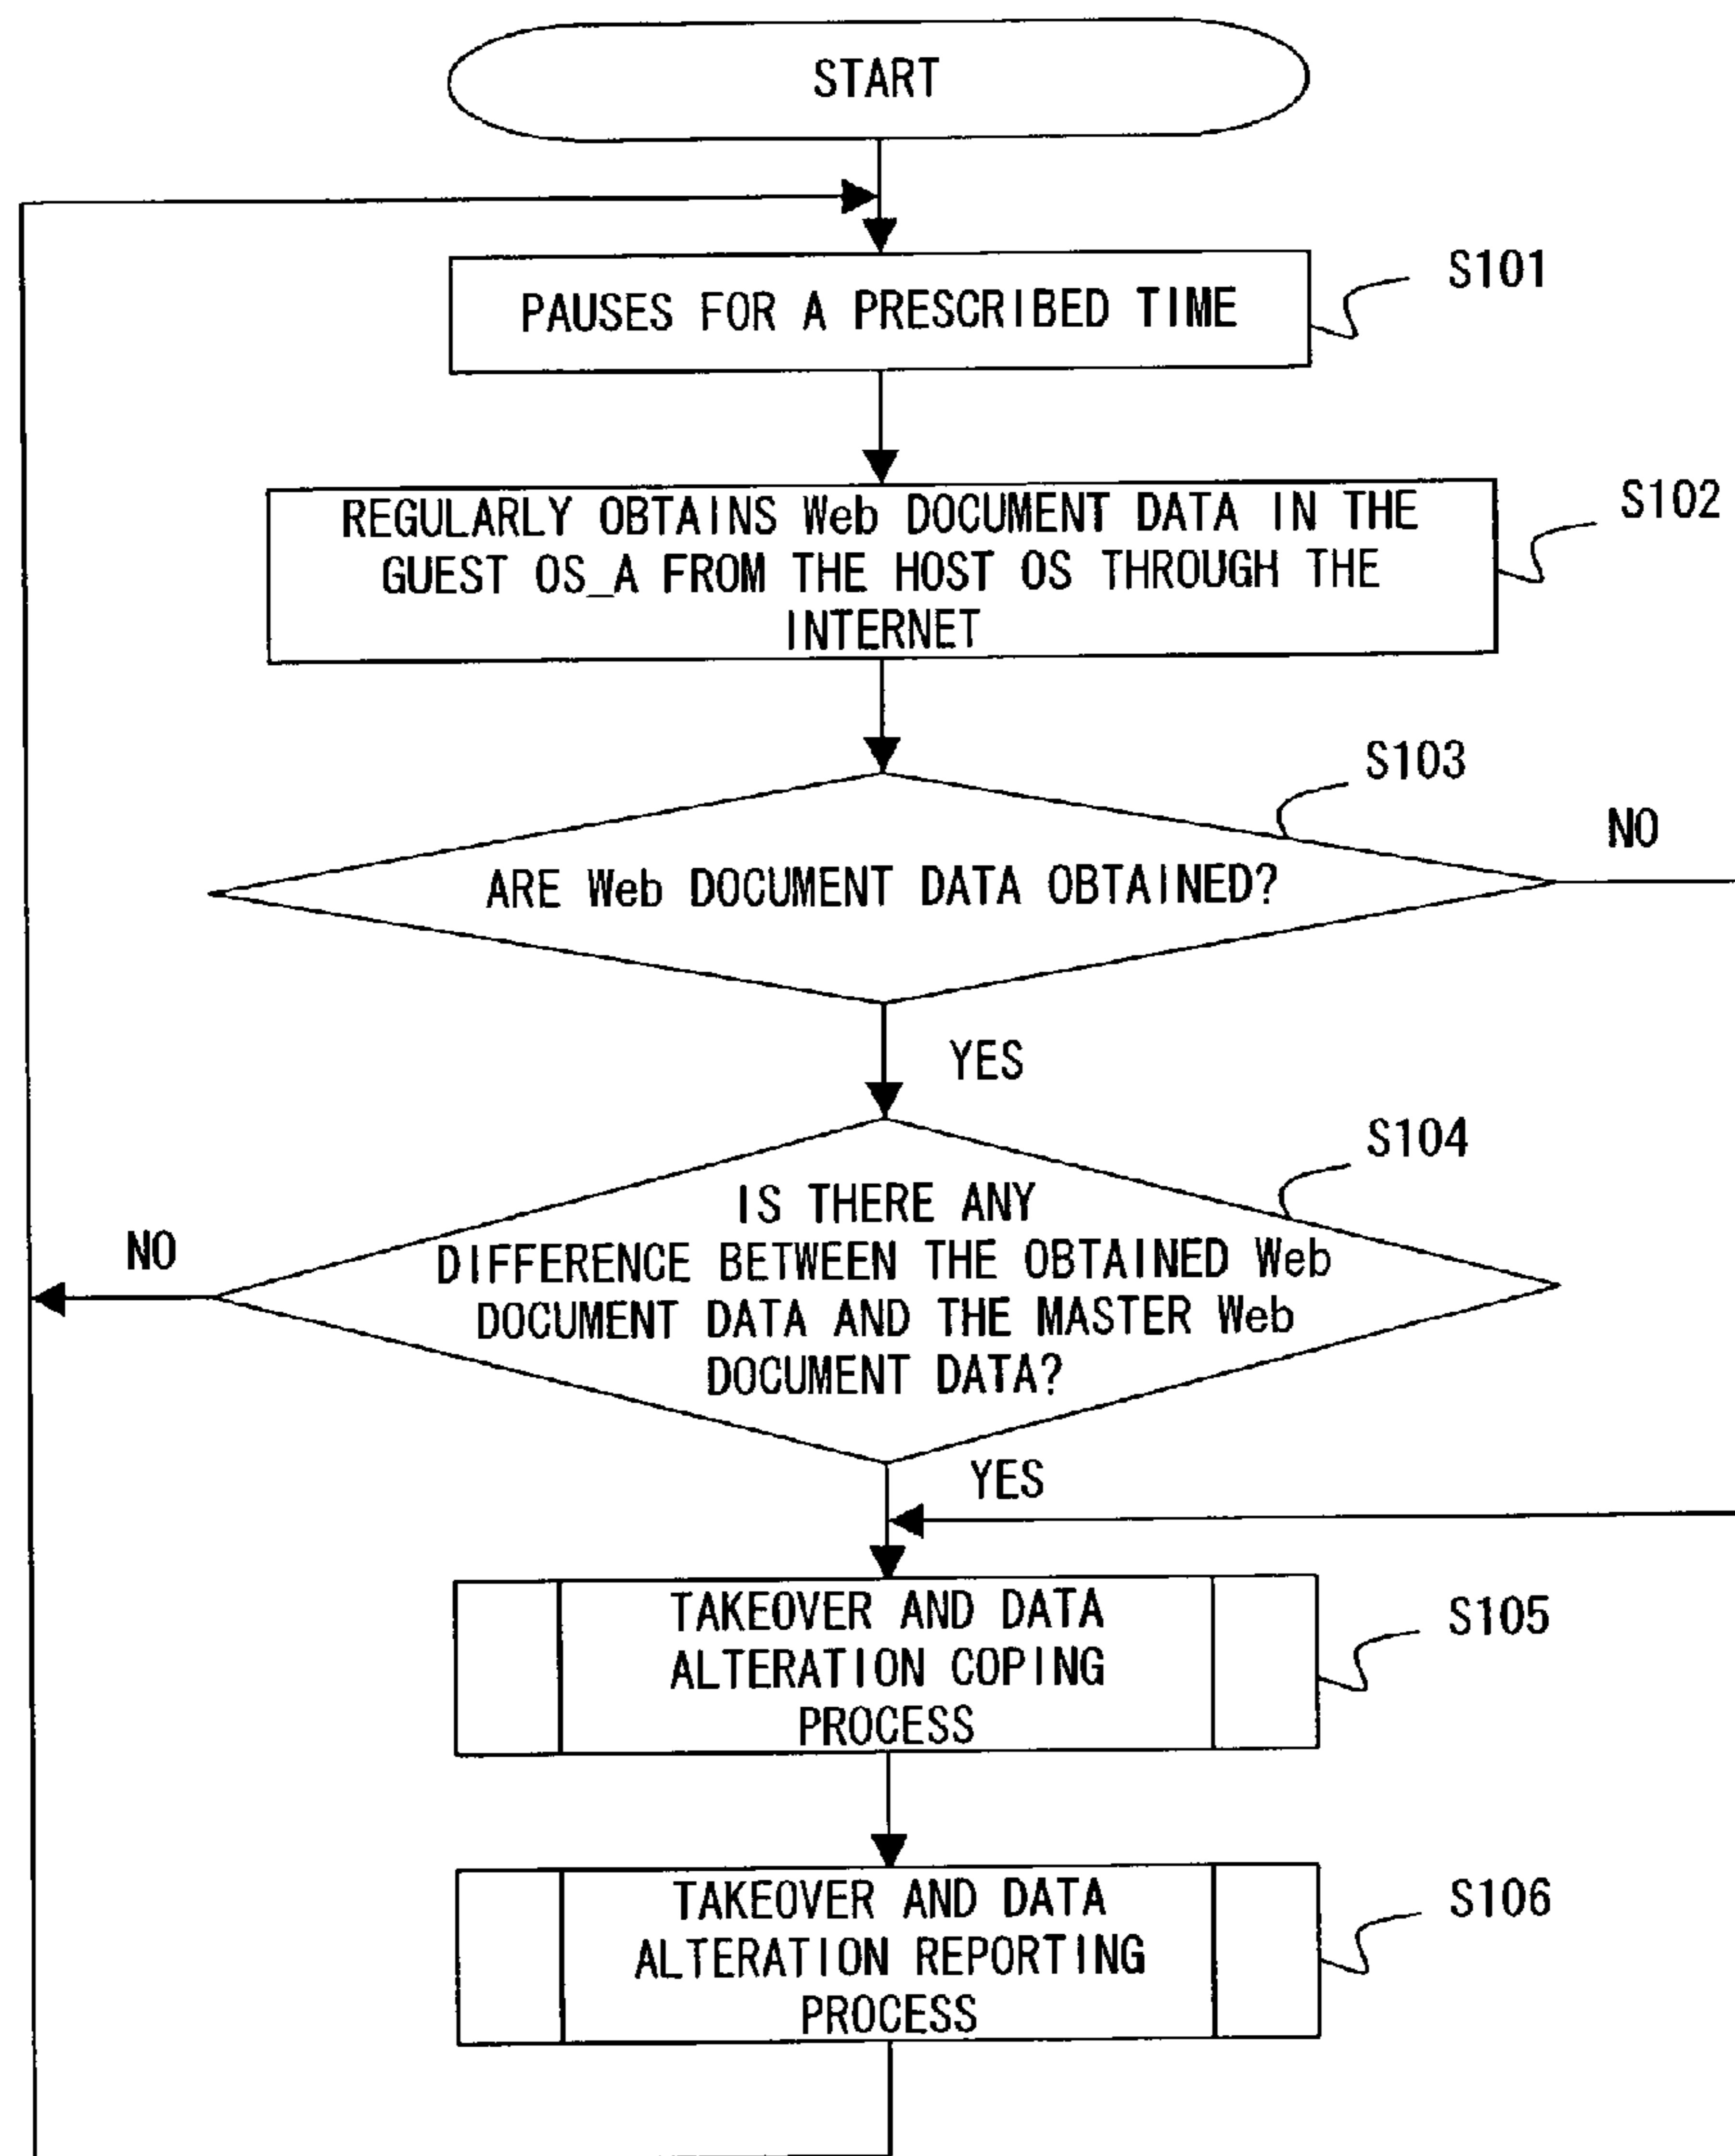 START
PAUSES FOR A PRESCRIBED TIME
S101
REGULARLY OBTAINS Web DOCUMENT DATA IN THE
GUEST OS_A FROM THE HOST OS THROUGH THE
INTERNET
S102
S103
ARE Web DOCUMENT DATA OBTAINED?
NO
YES
S104
IS THERE ANY
DIFFERENCE BETWEEN THE OBTAINED Web
DOCUMENT DATA AND THE MASTER Web
DOCUMENT DATA?
NO
YES
TAKEOVER AND DATA
ALTERATION COPING
PROCESS
S105
TAKEOVER AND DATA
ALTERATION REPORTING
PROCESS
S106